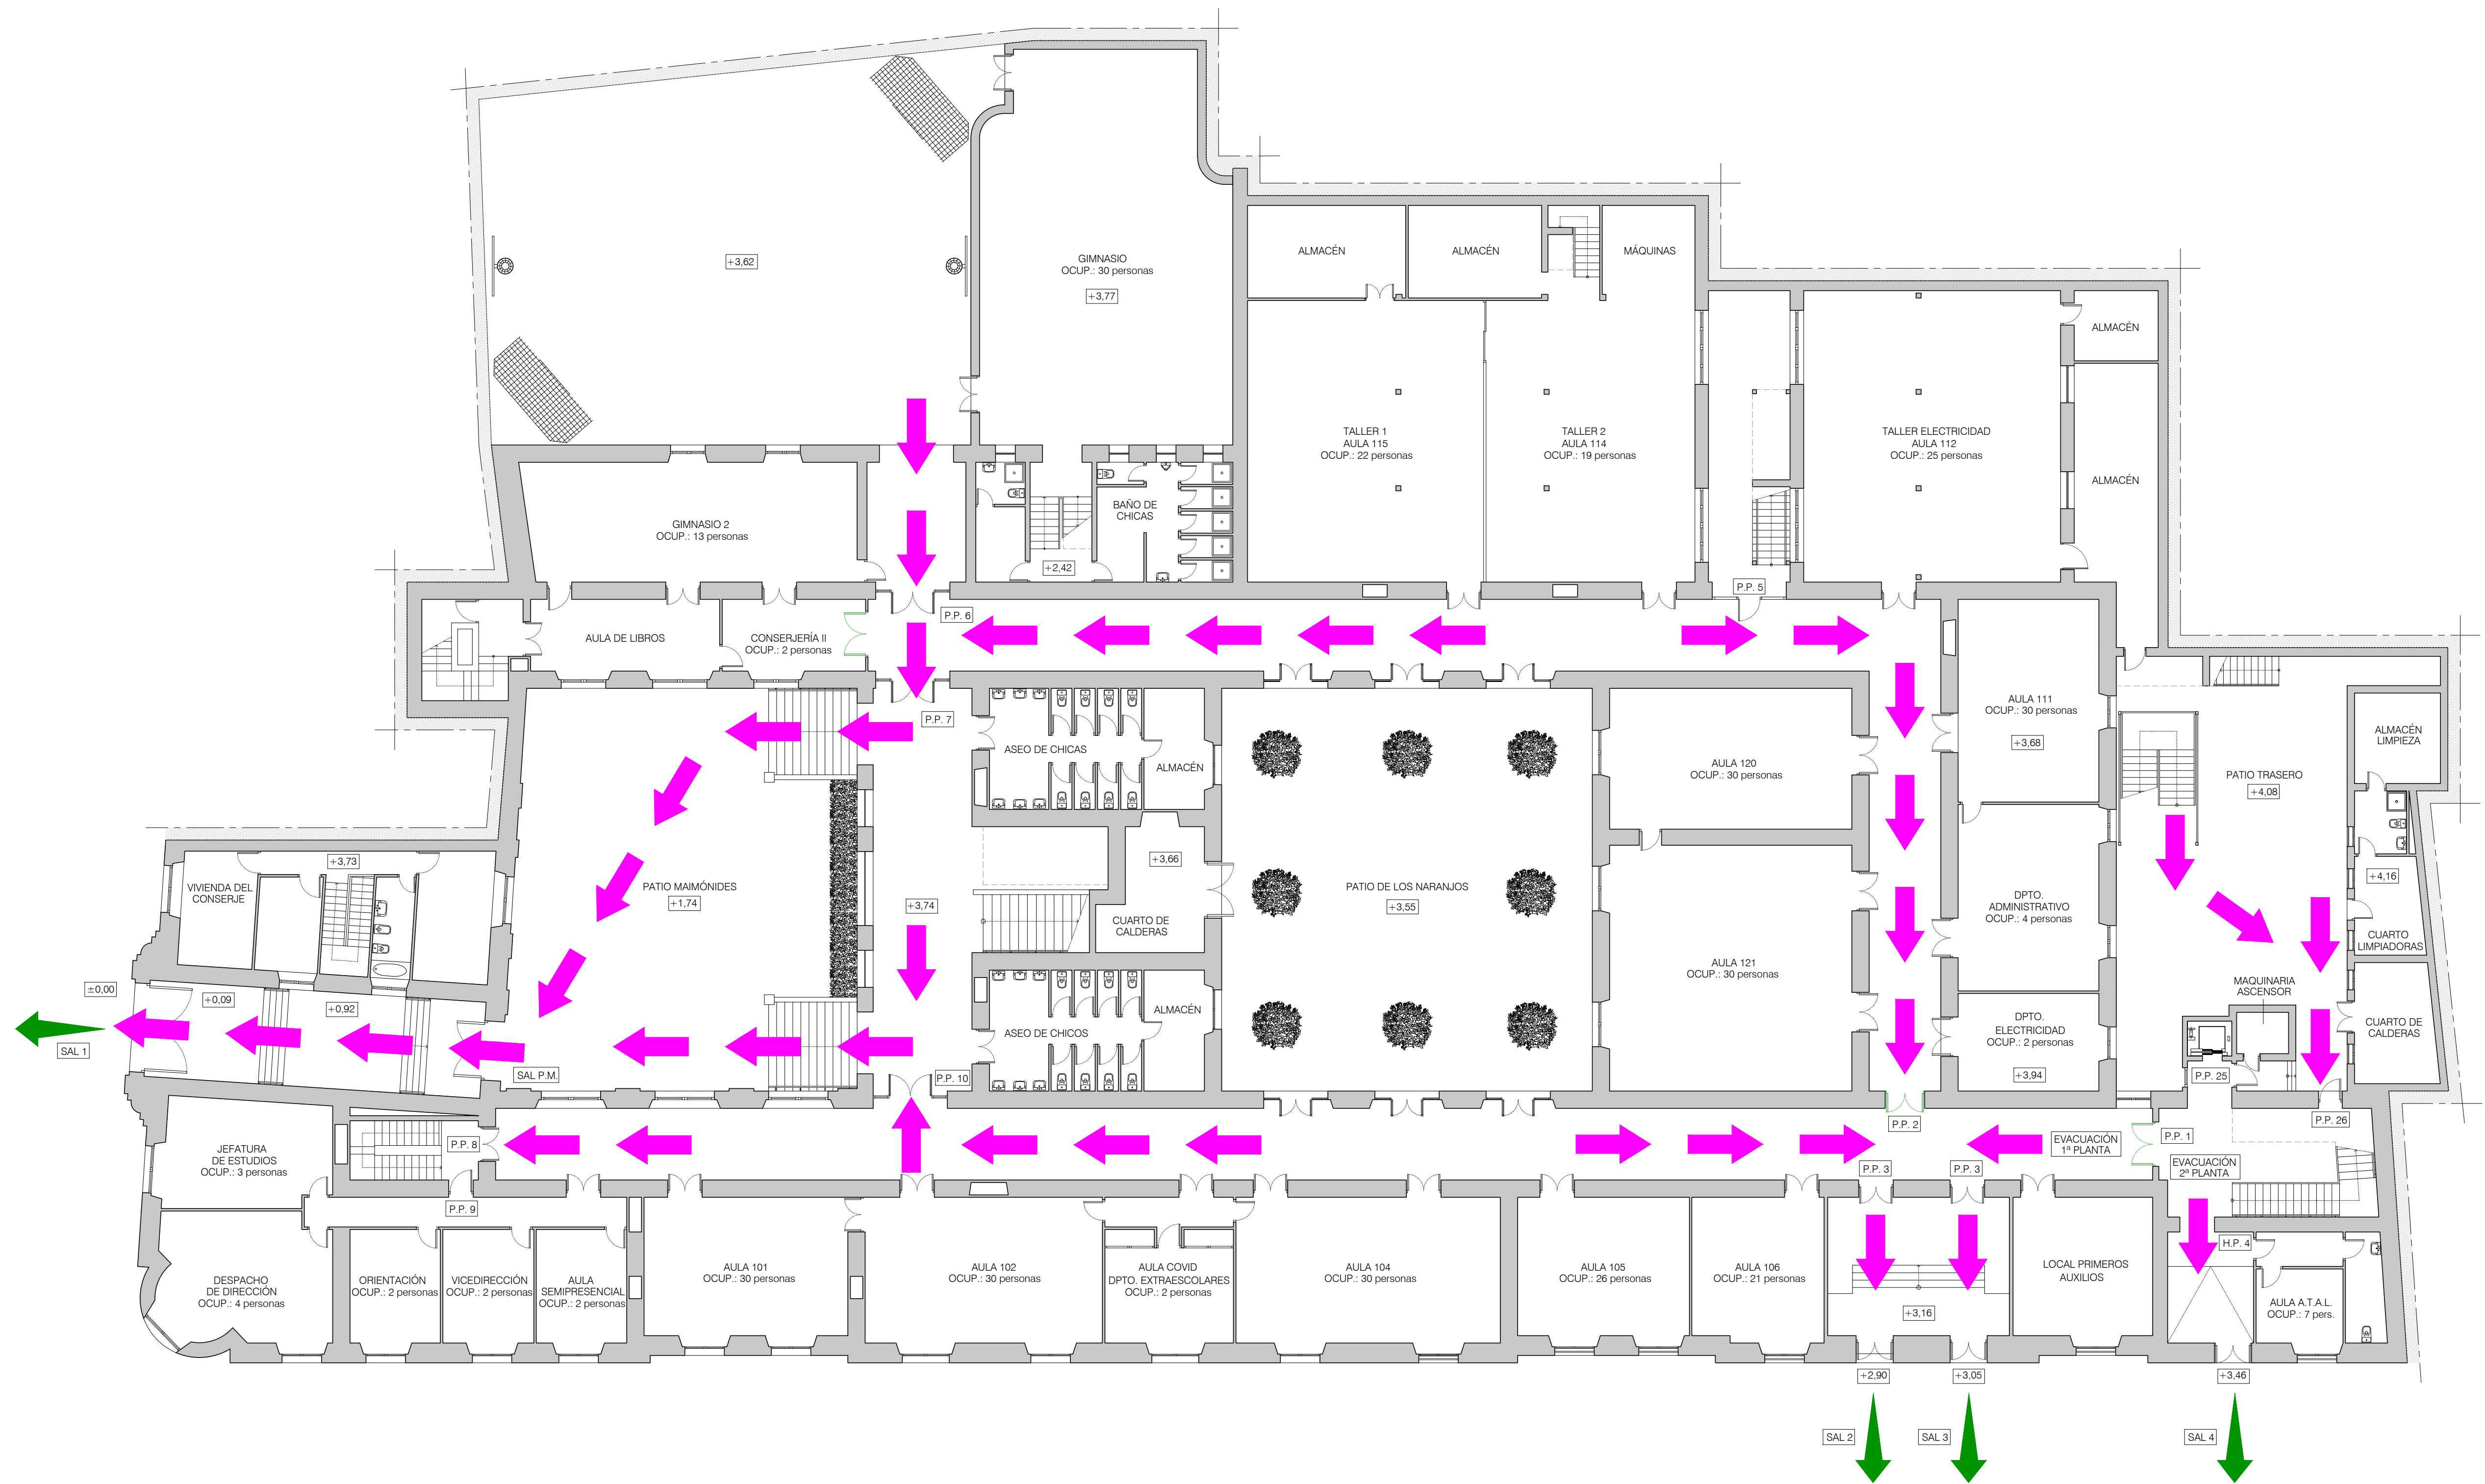 +3,62
GIMNASIO
OCUP.: 30 personas
+3,77
ALMACÉN
ALMACÉN
MÁQUINAS
ALMACÉN
TALLER 1
AULA 115
OCUP.: 22 personas
TALLER 2
AULA 114
OCUP.: 19 personas
TALLER ELECTRICIDAD
AULA 112
OCUP.: 25 personas
ALMACÉN
GIMNASIO 2
OCUP.: 13 personas
BAÑO DE
CHICAS
+2,42
P.P. 5
P.P. 6
AULA DE LIBROS
CONSERJERÍA II
OCUP.: 2 personas
P.P. 7
ASEO DE CHICAS
ALMACÉN
AULA 120
OCUP.: 30 personas
AULA 111
OCUP.: 30 personas
+3,68
PATIO TRASERO
+4,08
ALMACÉN
LIMPIEZA
+3,73
VIVIENDA DEL
CONSERJE
PATIO MAIMÓNIDES
+1,74
+3,74
+3,66
CUARTO DE
CALDERAS
PATIO DE LOS NARANJOS
+3,55
DPTO.
ADMINISTRATIVO
OCUP.: 4 personas
+4,16
CUARTO
LIMPIADORAS
AULA 121
OCUP.: 30 personas
±0,00
+0,09
+0,92
SAL 1
SAL P.M.
ASEO DE CHICOS
ALMACÉN
P.P. 10
DPTO.
ELECTRICIDAD
OCUP.: 2 personas
+3,94
MAQUINARIA
ASCENSOR
CUARTO DE
CALDERAS
P.P. 25
P.P. 26
P.P. 2
P.P. 1
EVACUACIÓN
1ª PLANTA
EVACUACIÓN
2ª PLANTA
P.P. 3
P.P. 3
JEFATURA
DE ESTUDIOS
OCUP.: 3 personas
P.P. 8
P.P. 9
H.P. 4
DESPACHO
DE DIRECCIÓN
OCUP.: 4 personas
ORIENTACIÓN
OCUP.: 2 personas
VICEDIRECCIÓN
OCUP.: 2 personas
AULA
SEMIPRESENCIAL
OCUP.: 2 personas
AULA 101
OCUP.: 30 personas
AULA 102
OCUP.: 30 personas
AULA COVID
DPTO. EXTRAESCOLARES
OCUP.: 2 personas
AULA 104
OCUP.: 30 personas
AULA 105
OCUP.: 26 personas
AULA 106
OCUP.: 21 personas
+3,16
LOCAL PRIMEROS
AUXILIOS
AULA A.T.A.L.
OCUP.: 7 pers.
+2,90
+3,05
+3,46
SAL 2
SAL 3
SAL 4